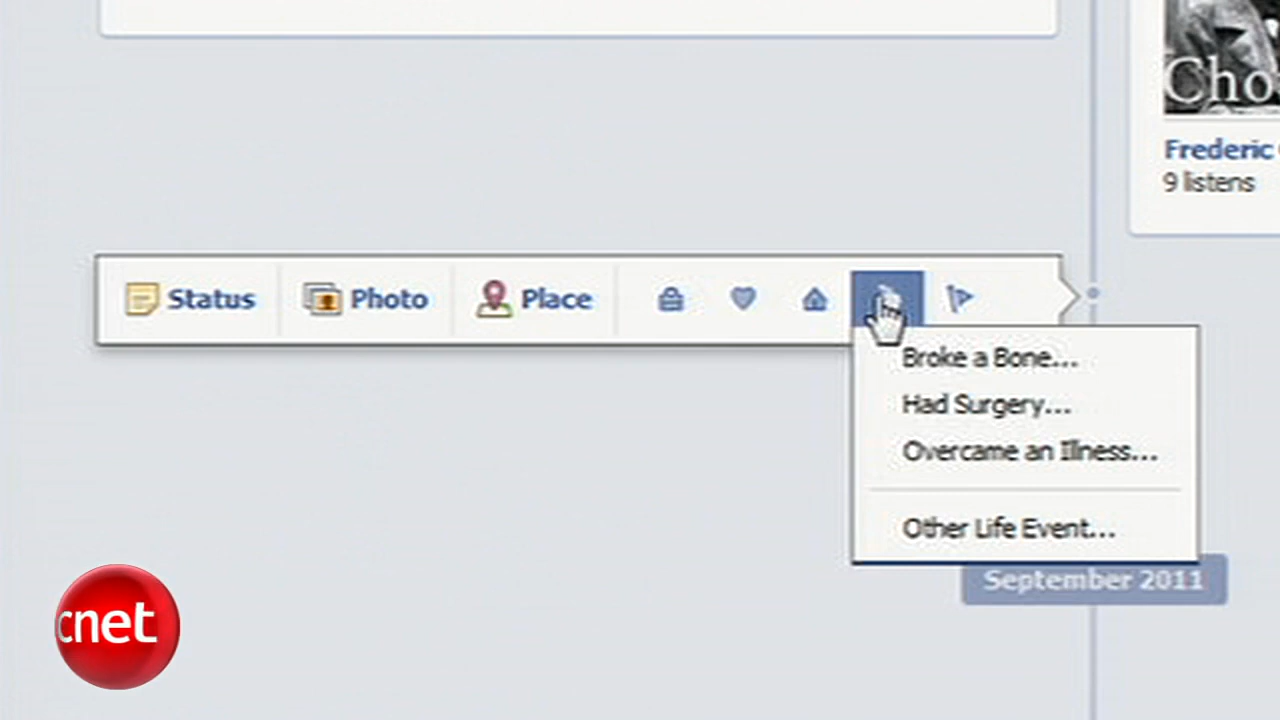 Cho
Frederic
9 listens
Status
Photo
Place
Broke a Bone...
Had Surgery...
Overcame an Illness...
Other Life Event...
September 2011
cnet